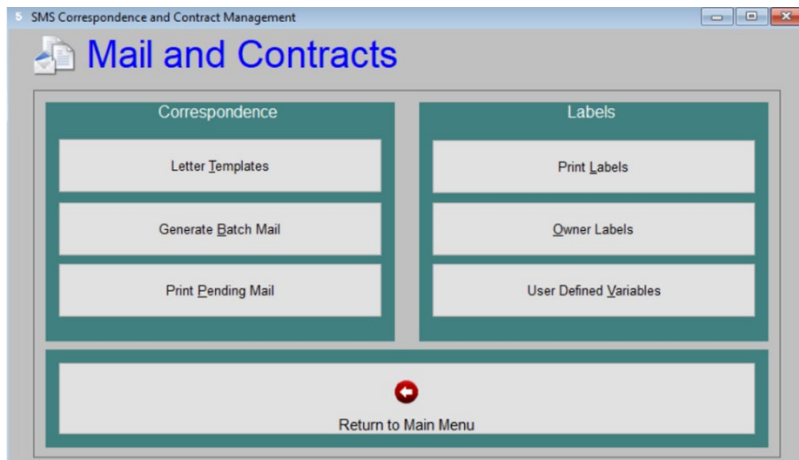 SMS Correspondence and Contract Management
Mail and Contracts
Correspondence
Letter Templates
Generate Batch Mail
Print Pending Mail
Labels
Print Labels
Owner Labels
User Defined Variables
Return to Main Menu